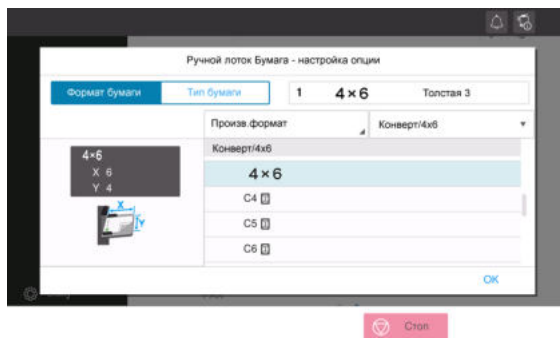 Ручной лоток Бумага - настройка опции
Формат бумаги Тип бумаги 1 4×6 Толстая 3
Произв.формат Конверт/4x6
4×6
X 6
Y 4
X
Y
Конверт/4x6
4×6
C4
C5
C6
OK
Стоп